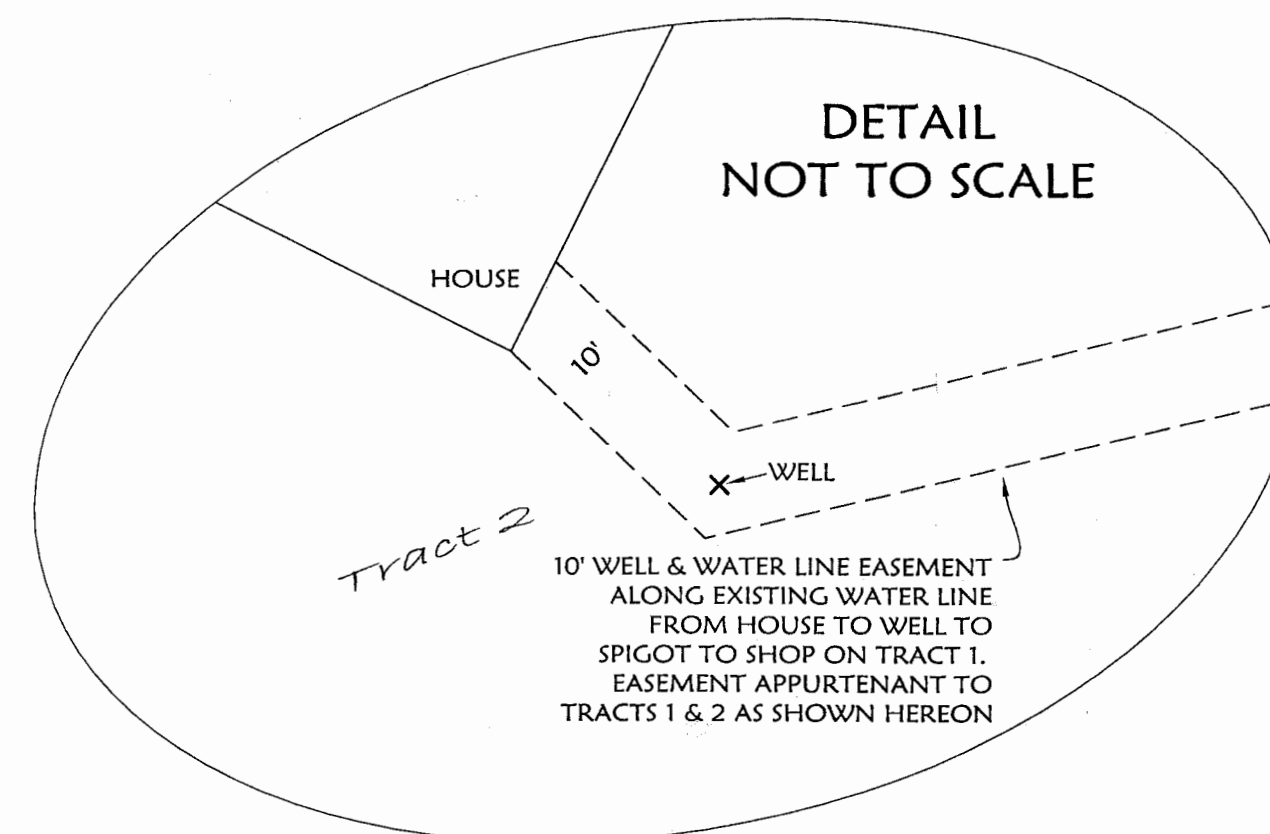 DETAIL
NOT TO SCALE
HOUSE
10'
WELL
Tract 2
10' WELL & WATER LINE EASEMENT
ALONG EXISTING WATER LINE
FROM HOUSE TO WELL TO
SPIGOT TO SHOP ON TRACT 1.
EASEMENT APPURTENANT TO
TRACTS 1 & 2 AS SHOWN HEREON